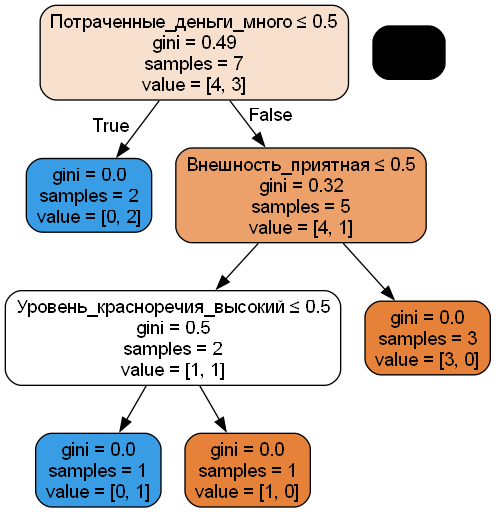 Потраченные_деньги_много ≤ 0.5
gini = 0.49
samples = 7
value = [4, 3]
True
False
gini = 0.0
samples = 2
value = [0, 2]
Внешность_приятная ≤ 0.5
gini = 0.32
samples = 5
value = [4, 1]
Уровень_красноречия_высокий ≤ 0.5
gini = 0.5
samples = 2
value = [1, 1]
gini = 0.0
samples = 3
value = [3, 0]
gini = 0.0
samples = 1
value = [0, 1]
gini = 0.0
samples = 1
value = [1, 0]